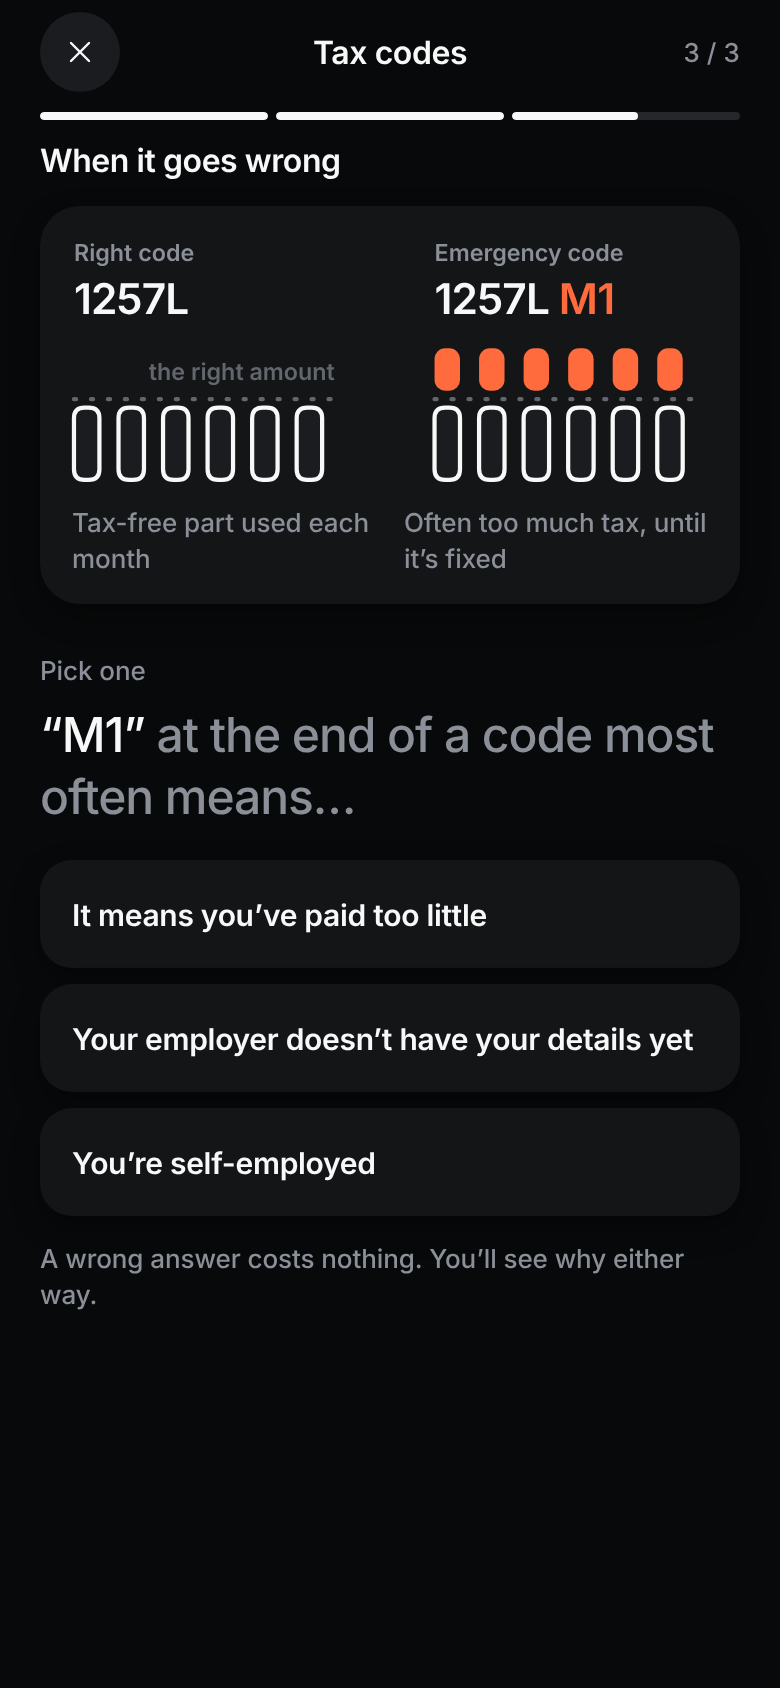 Tax codes
3 / 3
When it goes wrong
Right code
1257L
the right amount
Tax-free part used each
month
Emergency code
1257L M1
Often too much tax, until
it’s fixed
Pick one
“M1” at the end of a code most
often means…
It means you’ve paid too little
Your employer doesn’t have your details yet
You’re self-employed
A wrong answer costs nothing. You’ll see why either
way.